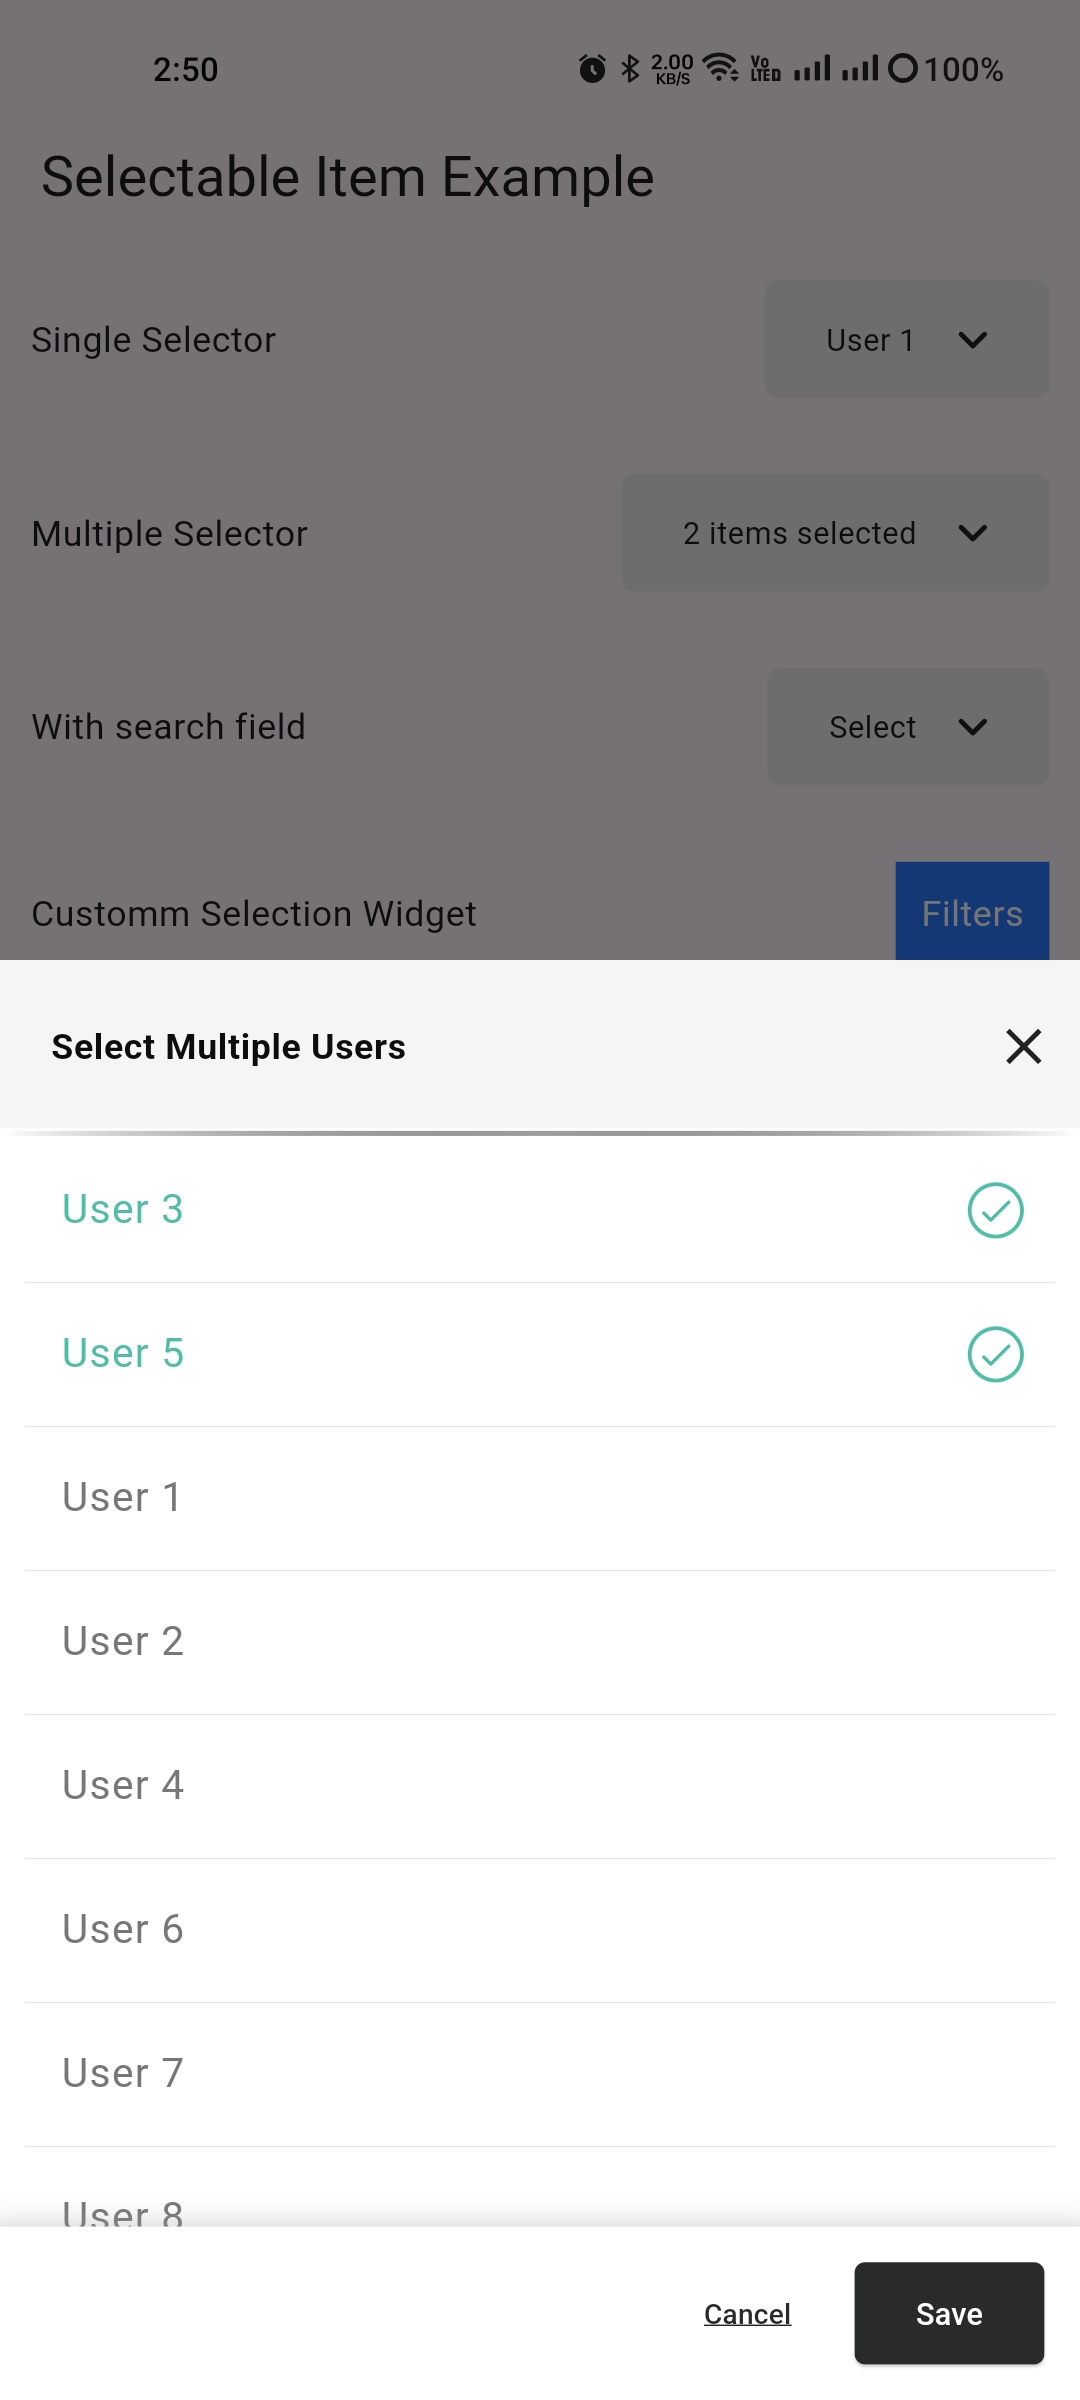 2:50 2.00 KB/S Vo LTE 100%
Selectable Item Example
Single Selector User 1
Multiple Selector 2 items selected
With search field Select
Customm Selection Widget Filters
Select Multiple Users
User 3
User 5
User 1
User 2
User 4
User 6
User 7
User 8
Cancel Save